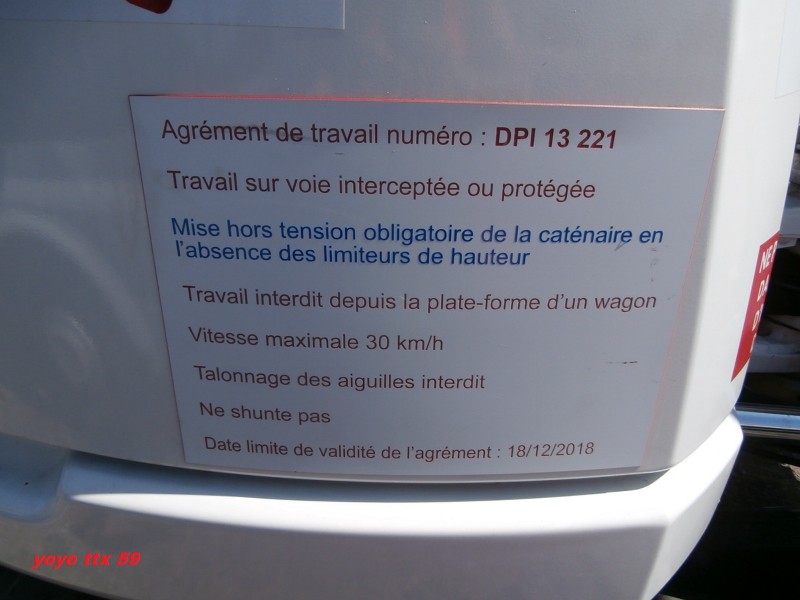 Agrément de travail numéro : DPI 13 221
Travail sur voie interceptée ou protégée
Mise hors tension obligatoire de la caténaire en
l'absence des limiteurs de hauteur
Travail interdit depuis la plate-forme d'un wagon
Vitesse maximale 30 km/h
Talonnage des aiguilles interdit
Ne shunte pas
Date limite de validité de l'agrément : 18/12/2018
NE
DA
yoyo ttx 59